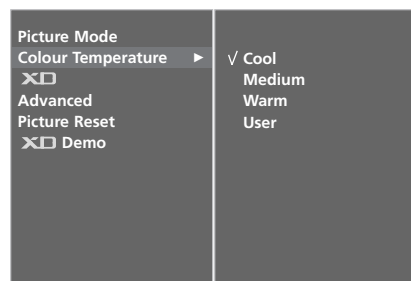 Picture Mode
Colour Temperature ►
XD
Advanced
Picture Reset
XD Demo
√ Cool
Medium
Warm
User